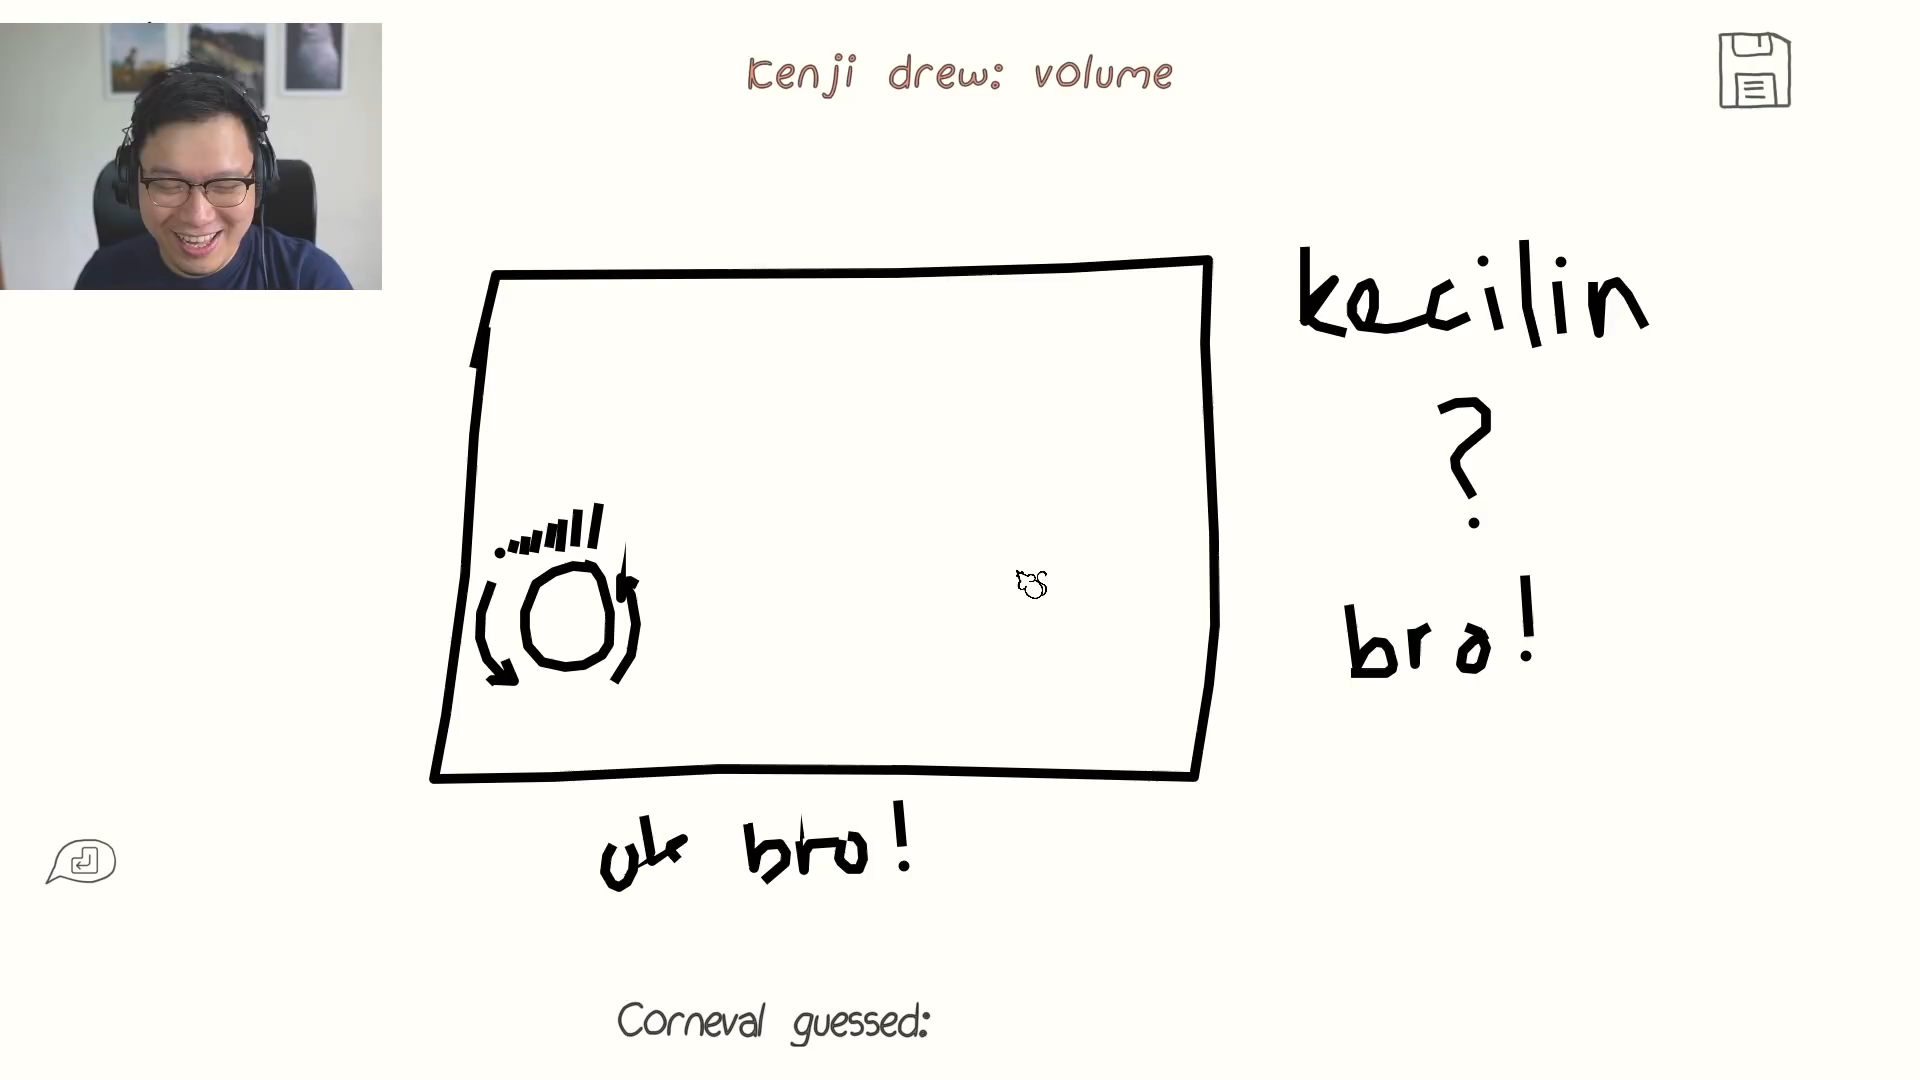 Kenji drew: volume
kecilin
?
bro!
ok bro!
Corneval guessed: